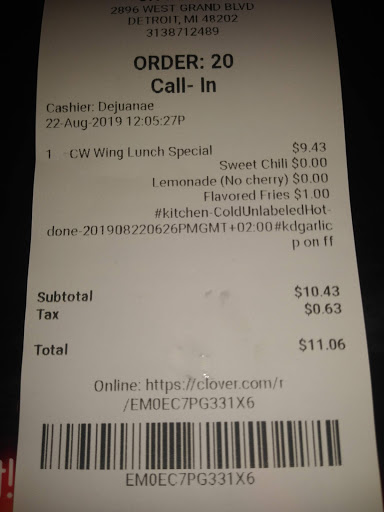 2896 WEST GRAND BLVD
DETROIT, MI 48202
3138712489
ORDER: 20
Call- In
Cashier: Dejuanae
22-Aug-2019 12:05:27P
1 -CW Wing Lunch Special $9.43
Sweet Chili $0.00
Lemonade (No cherry) $0.00
Flavored Fries $1.00
#kitchen-ColdUnlabeledHot-
done-201908220626PMGMT+02:00#kdgarlic
p on ff
Subtotal $10.43
Tax $0.63
Total $11.06
Online: https://clover.com/r
/EM0EC7PG331X6
EM0EC7PG331X6